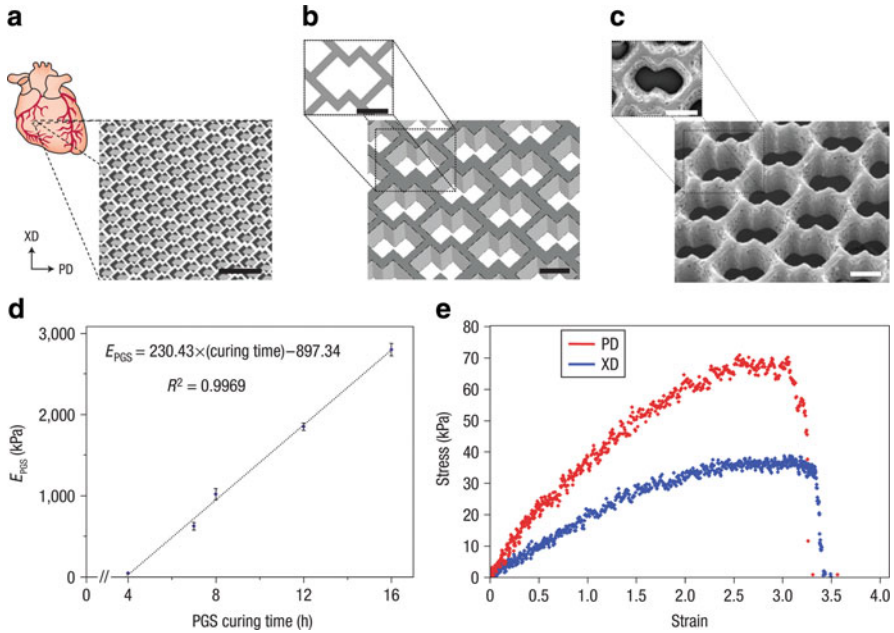 a
b
c
XD
PD
d
E_PGS = 230.43×(curing time)–897.34
R² = 0.9969
3,000
2,000
1,000
0
E_PGS (kPa)
0 // 4 8 12 16
PGS curing time (h)
e
PD
XD
80
70
60
50
40
30
20
10
0
Stress (kPa)
0 0.5 1.0 1.5 2.0 2.5 3.0 3.5 4.0
Strain